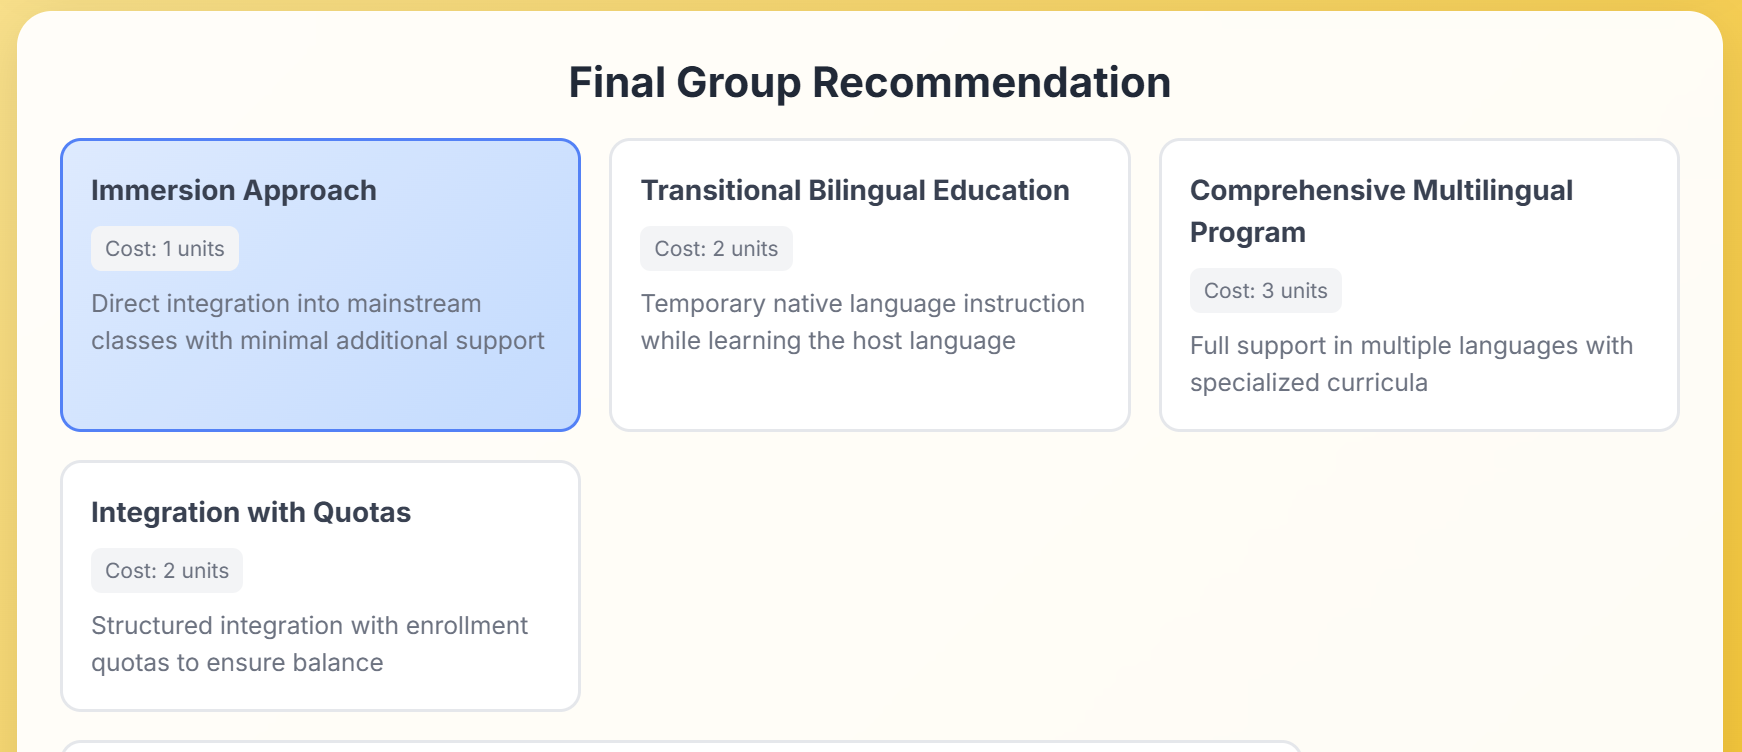 Final Group Recommendation
Immersion Approach
Cost: 1 units
Direct integration into mainstream
classes with minimal additional support
Transitional Bilingual Education
Cost: 2 units
Temporary native language instruction
while learning the host language
Comprehensive Multilingual
Program
Cost: 3 units
Full support in multiple languages with
specialized curricula
Integration with Quotas
Cost: 2 units
Structured integration with enrollment
quotas to ensure balance